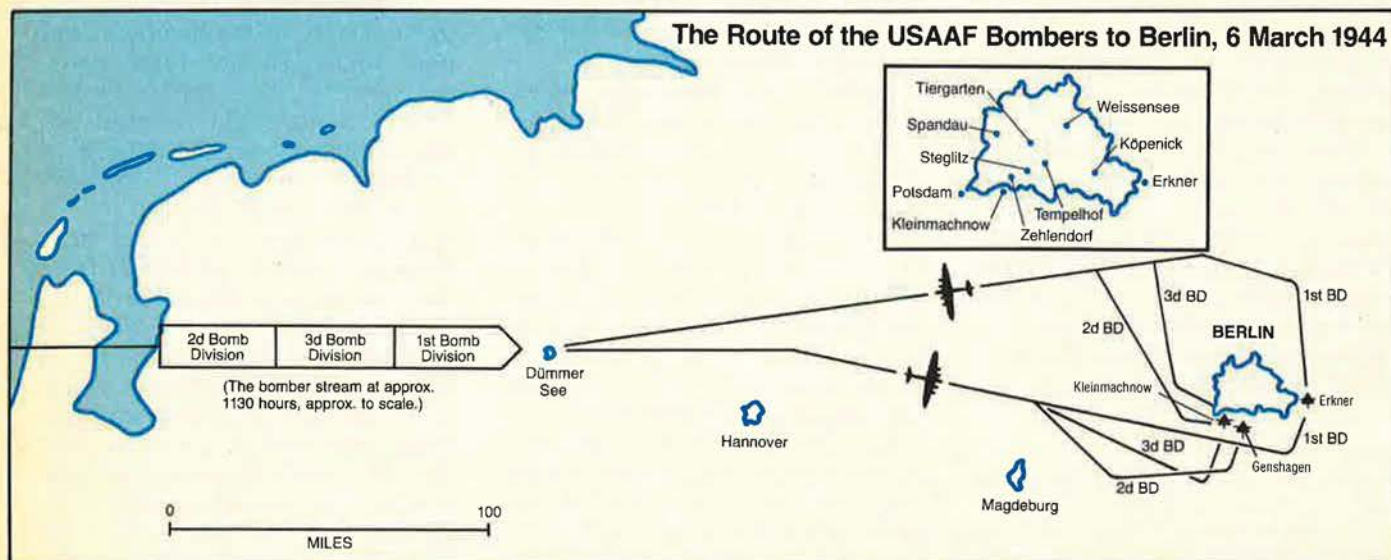 The Route of the USAAF Bombers to Berlin, 6 March 1944
Tiergarten
Weissensee
Spandau
Köpenick
Steglitz
Erkner
Potsdam
Tempelhof
Kleinmachnow
Zehlendorf
3d BD
1st BD
2d BD
BERLIN
2d Bomb
Division
3d Bomb
Division
1st Bomb
Division
Dümmer
See
(The bomber stream at approx.
1130 hours, approx. to scale.)
Kleinmachnow
Erkner
Hannover
1st BD
3d BD
Genshagen
2d BD
Magdeburg
0
100
MILES